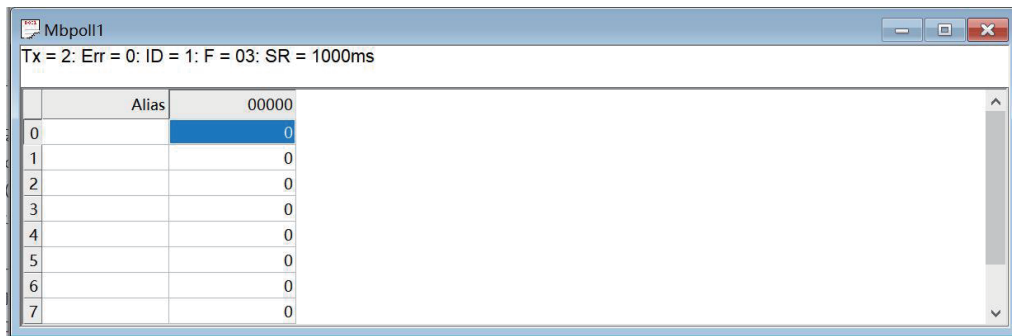 Mbpoll1
Tx = 2: Err = 0: ID = 1: F = 03: SR = 1000ms
Alias 00000
0 0
1 0
2 0
3 0
4 0
5 0
6 0
7 0